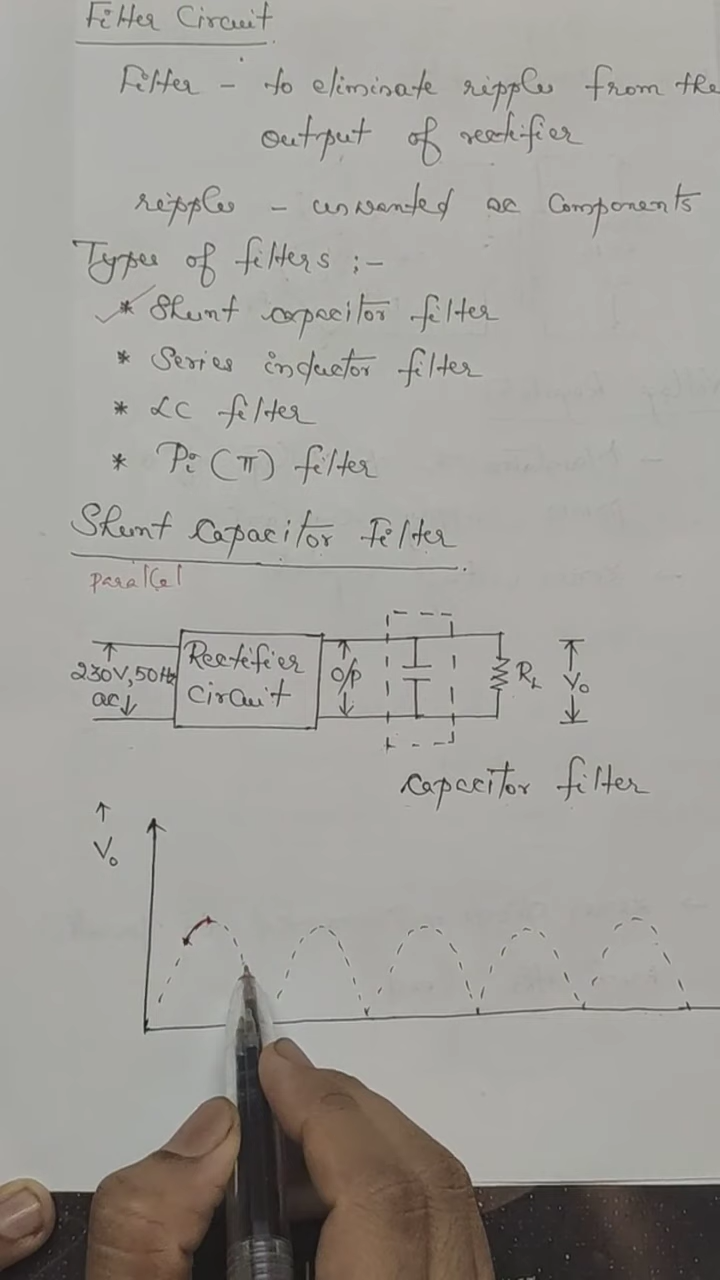 Filter Circuit
Filter - to eliminate ripples from the
output of rectifier
ripples - unwanted ac components
Types of filters :-
* Shunt capacitor filter
* Series inductor filter
* LC filter
* Pi (π) filter
Shunt Capacitor Filter
parallel
230V, 50Hz
ac
Rectifier
Circuit
O/p
RL
Vo
Capacitor filter
Vo